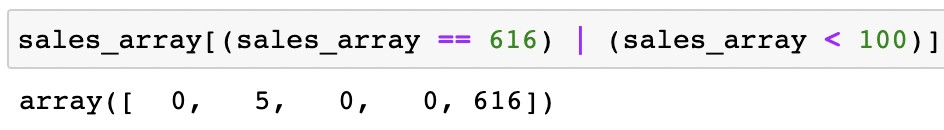 sales_array[(sales_array == 616) | (sales_array < 100)]
array([  0,   5,   0,   0, 616])